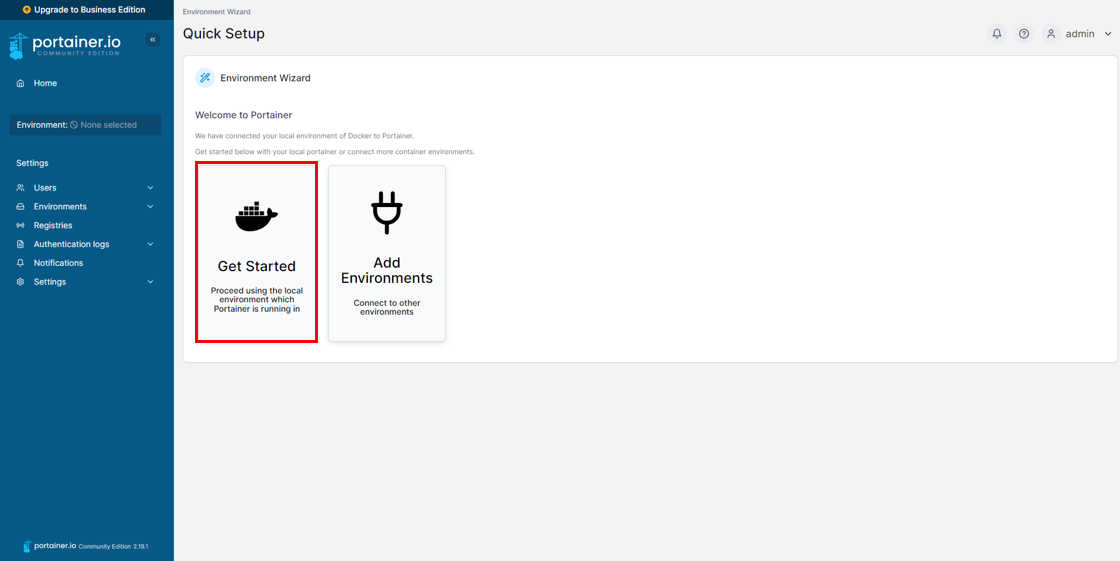 Upgrade to Business Edition
portainer.io
COMMUNITY EDITION
Home
Environment: None selected
Settings
Users
Environments
Registries
Authentication logs
Notifications
Settings
portainer.io Community Edition 2.19.1
Environment Wizard
Quick Setup
admin
Environment Wizard
Welcome to Portainer
We have connected your local environment of Docker to Portainer.
Get started below with your local portainer or connect more container environments.
Get Started
Proceed using the local
environment which
Portainer is running in
Add
Environments
Connect to other
environments